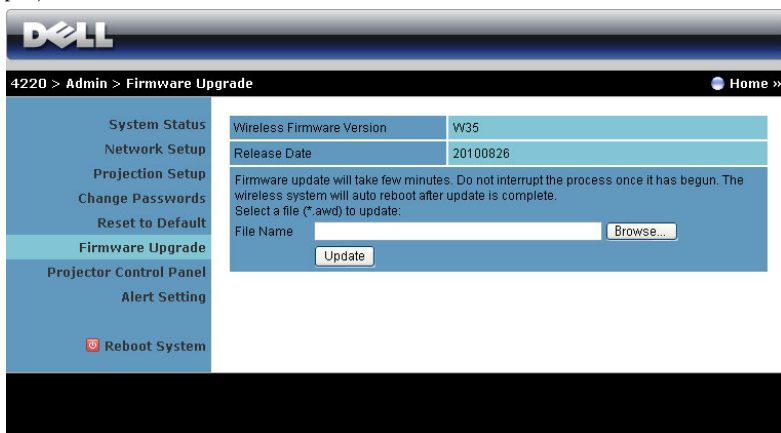 DELL
4220 > Admin > Firmware Upgrade
Home »
System Status
Network Setup
Projection Setup
Change Passwords
Reset to Default
Firmware Upgrade
Projector Control Panel
Alert Setting
Reboot System
Wireless Firmware Version W35
Release Date 20100826
Firmware update will take few minutes. Do not interrupt the process once it has begun. The
wireless system will auto reboot after update is complete.
Select a file (*.awd) to update:
File Name Browse...
Update